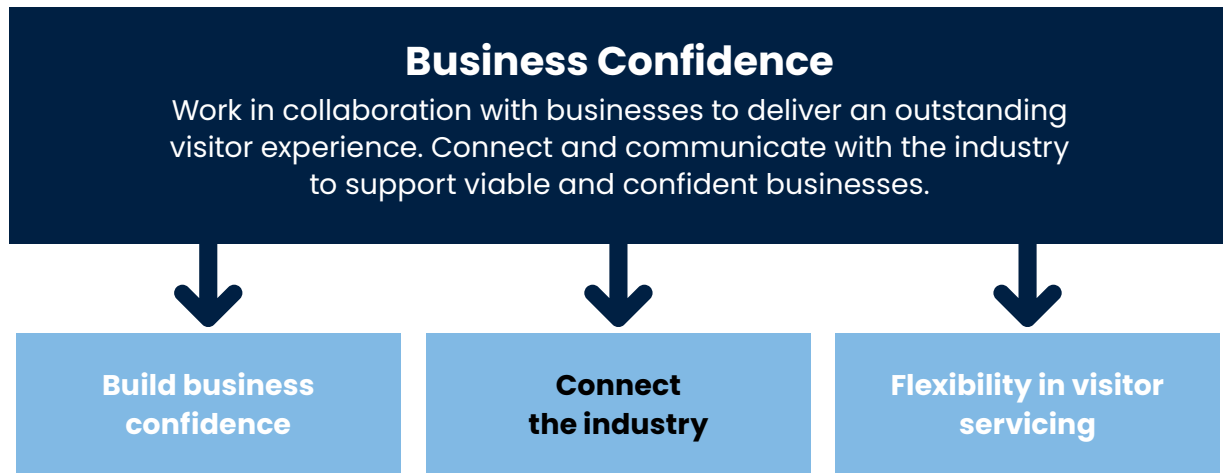 Business Confidence
Work in collaboration with businesses to deliver an outstanding
visitor experience. Connect and communicate with the industry
to support viable and confident businesses.
Build business
confidence
Connect
the industry
Flexibility in visitor
servicing